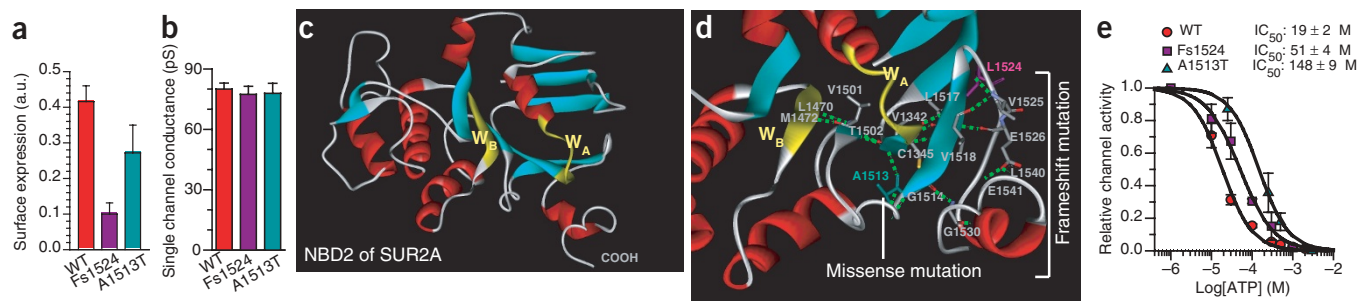 a
Surface expression (a.u.)
0.5
0.4
0.3
0.2
0.1
0.0
WT
Fs1524
A1513T
b
Single channel conductance (pS)
90
60
30
0
WT
Fs1524
A1513T
c
W_B
W_A
NBD2 of SUR2A
COOH
d
W_A
L1524
V1501
L1517
V1525
L1470
M1472
V1342
W_B
T1502
E1526
C1345
V1518
L1540
A1513
E1541
G1514
G1530
Missense mutation
Frameshift mutation
e
WT IC50: 19 ± 2 M
Fs1524 IC50: 51 ± 4 M
A1513T IC50: 148 ± 9 M
Relative channel activity
1.0
0.8
0.6
0.4
0.2
0.0
−6 −5 −4 −3 −2
Log[ATP] (M)